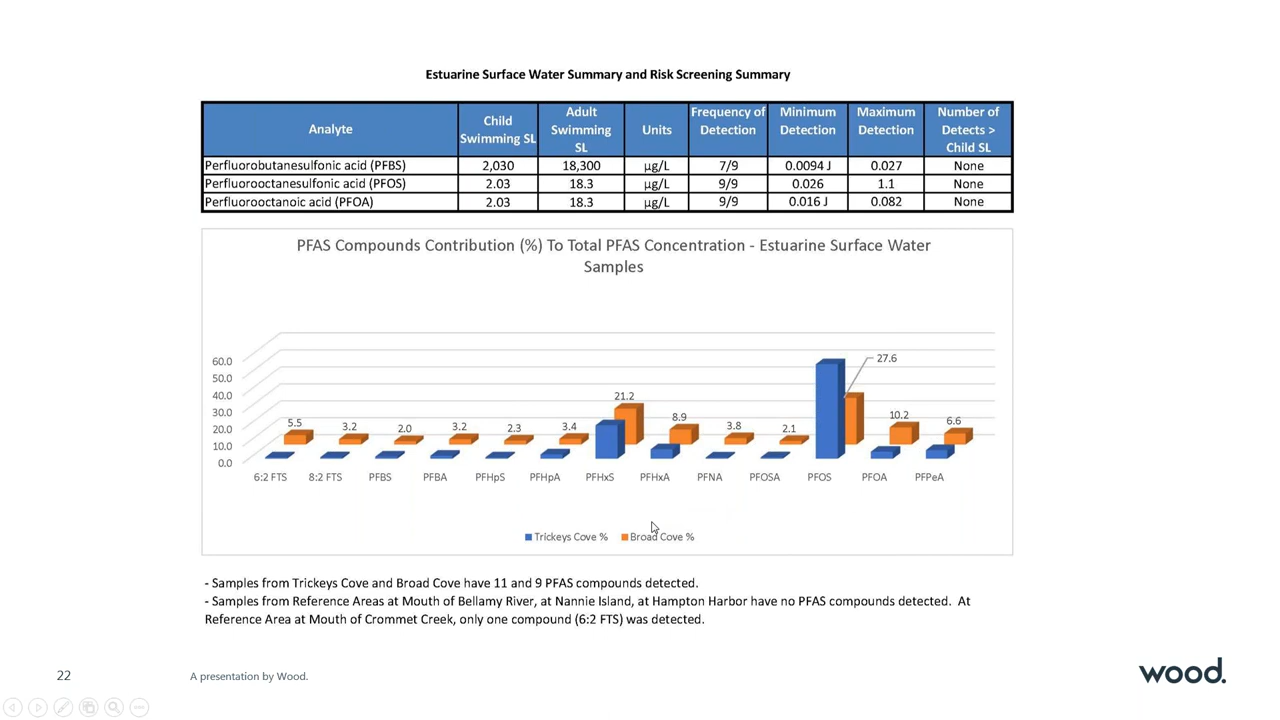 Estuarine Surface Water Summary and Risk Screening Summary
Analyte Child Swimming SL Adult Swimming SL Units Frequency of Detection Minimum Detection Maximum Detection Number of Detects > Child SL
Perfluorobutanesulfonic acid (PFBS) 2,030 18,300 µg/L 7/9 0.0094 J 0.027 None
Perfluorooctanesulfonic acid (PFOS) 2.03 18.3 µg/L 9/9 0.026 1.1 None
Perfluorooctanoic acid (PFOA) 2.03 18.3 µg/L 9/9 0.016 J 0.082 None
PFAS Compounds Contribution (%) To Total PFAS Concentration - Estuarine Surface Water
Samples
60.0
50.0
40.0
30.0
20.0
10.0
0.0
5.5 3.2 2.0 3.2 2.3 3.4 21.2 8.9 3.8 2.1 27.6 10.2 6.6
6:2 FTS 8:2 FTS PFBS PFBA PFHpS PFHpA PFHxS PFHxA PFNA PFOSA PFOS PFOA PFPeA
Trickeys Cove % Broad Cove %
- Samples from Trickeys Cove and Broad Cove have 11 and 9 PFAS compounds detected.
- Samples from Reference Areas at Mouth of Bellamy River, at Nannie Island, at Hampton Harbor have no PFAS compounds detected. At
Reference Area at Mouth of Crommet Creek, only one compound (6:2 FTS) was detected.
22
A presentation by Wood.
wood.